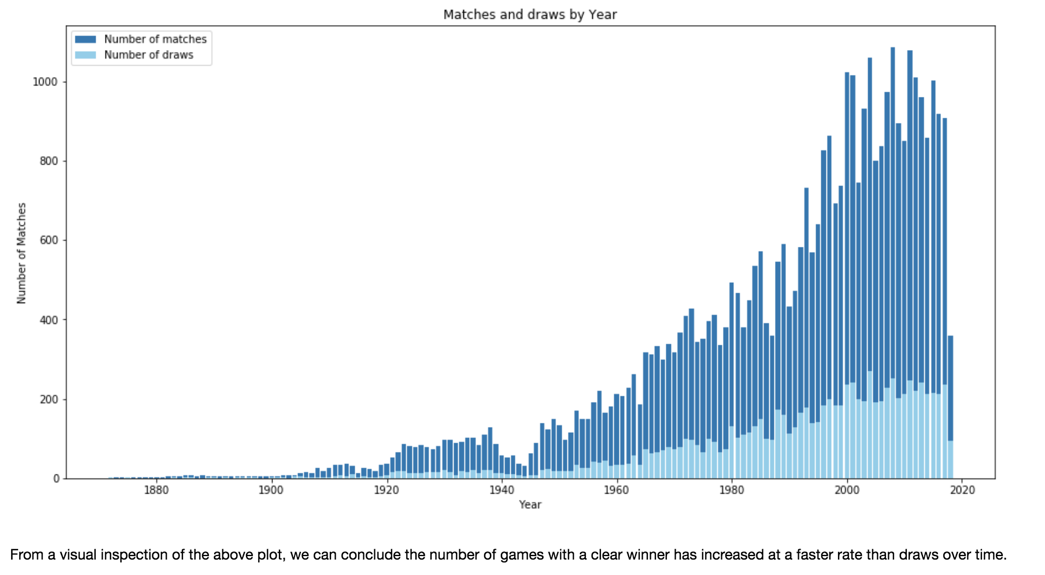 Matches and draws by Year
Number of matches
Number of draws
1000
800
600
400
200
0
Number of Matches
1880 1900 1920 1940 1960 1980 2000 2020
Year
From a visual inspection of the above plot, we can conclude the number of games with a clear winner has increased at a faster rate than draws over time.